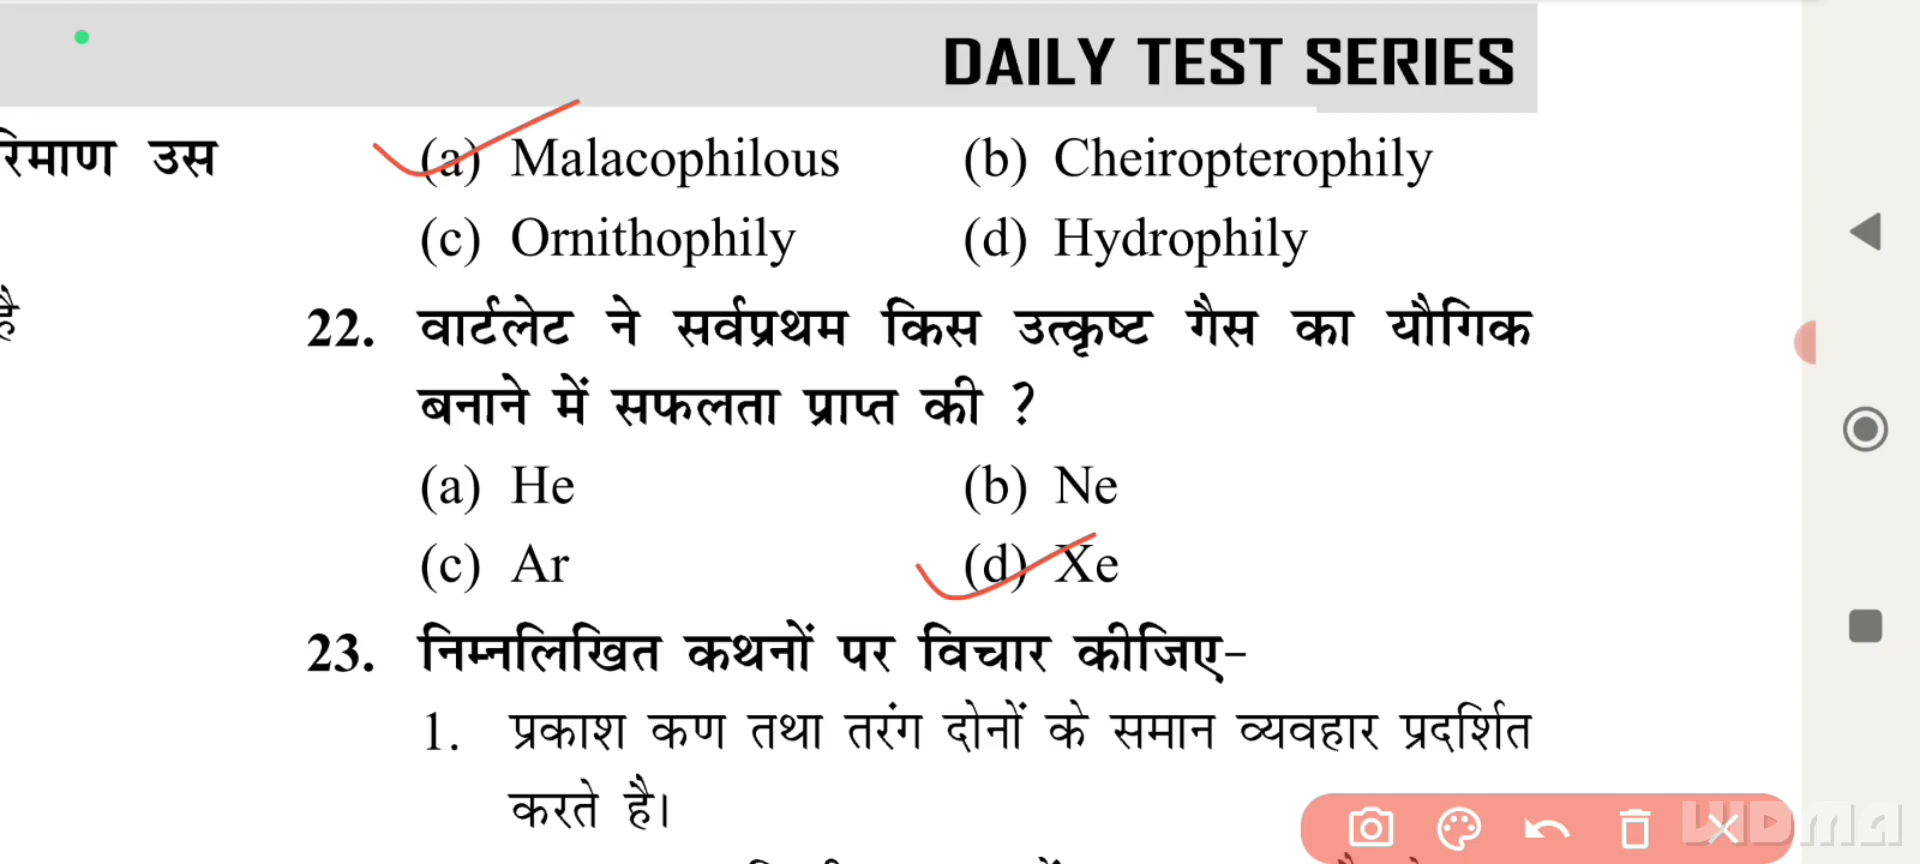 DAILY TEST SERIES
रिमाण उस
(a) Malacophilous (b) Cheiropterophily
(c) Ornithophily (d) Hydrophily
है
22. वार्टलेट ने सर्वप्रथम किस उत्कृष्ट गैस का यौगिक
बनाने में सफलता प्राप्त की ?
(a) He (b) Ne
(c) Ar (d) Xe
23. निम्नलिखित कथनों पर विचार कीजिए-
1. प्रकाश कण तथा तरंग दोनों के समान व्यवहार प्रदर्शित
करते है।
VIDMA